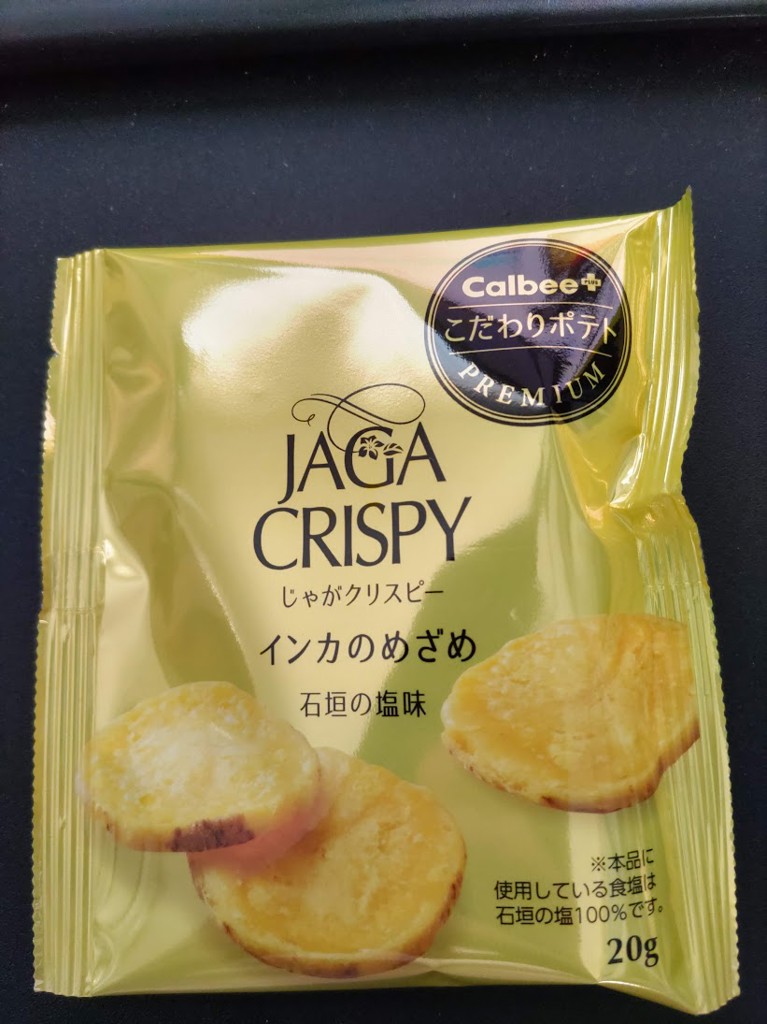 Calbee+
PLUS
こだわりポテト
PREMIUM
JAGA
CRISPY
じゃがクリスピー
インカのめざめ
石垣の塩味
※本品に
使用している食塩は
石垣の塩100%です。
20g